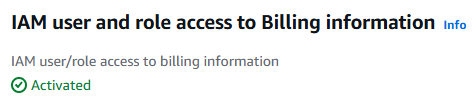 IAM user and role access to Billing information Info
IAM user/role access to billing information
Activated